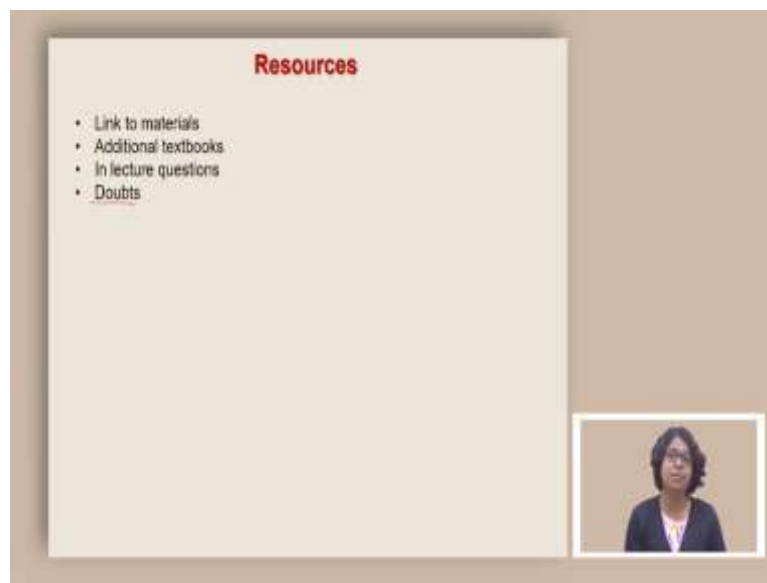 Resources
• Link to materials
• Additional textbooks
• In lecture questions
• Doubts